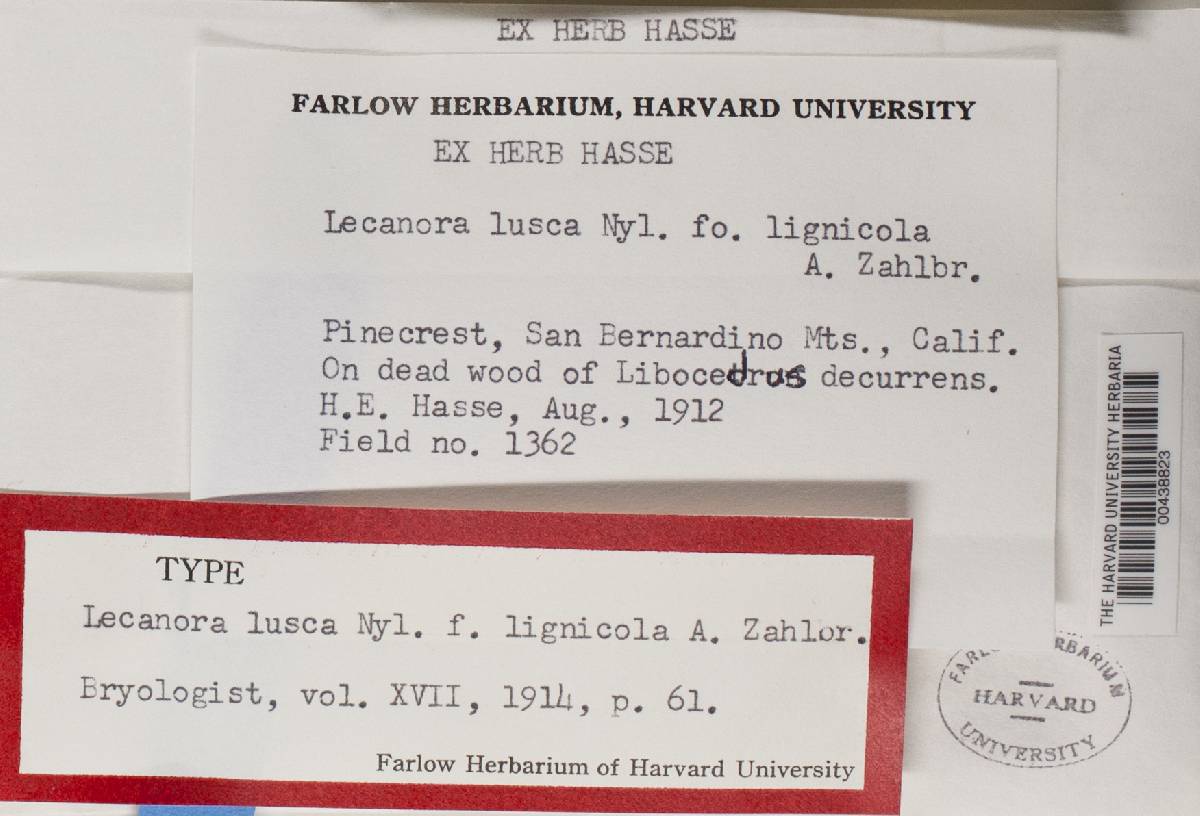 EX HERB HASSE
FARLOW HERBARIUM, HARVARD UNIVERSITY
EX HERB HASSE
Lecanora lusca Nyl. fo. lignicola
A. Zahlbr.
Pinecrest, San Bernardino Mts., Calif.
On dead wood of Libocedrus decurrens.
H.E. Hasse, Aug., 1912
Field no. 1362
THE HARVARD UNIVERSITY HERBARIA
00438823
TYPE
Lecanora lusca Nyl. f. lignicola A. Zahlbr.
Bryologist, vol. XVII, 1914, p. 61.
Farlow Herbarium of Harvard University
HARVARD
UNIVERSITY